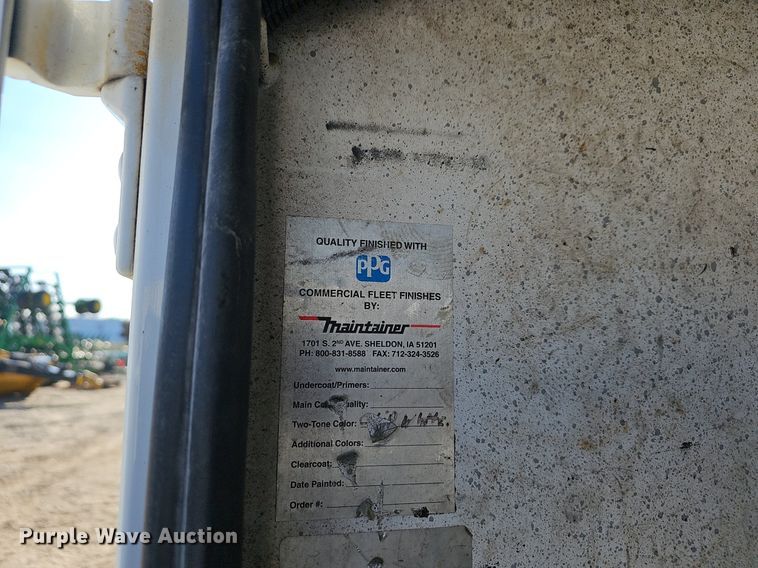 QUALITY FINISHED WITH
PPG
COMMERCIAL FLEET FINISHES
BY:
Maintainer
1701 S. 2ND AVE. SHELDON, IA 51201
PH: 800-831-8588 FAX: 712-324-3526
www.maintainer.com
Undercoat/Primers:
Main Color
Two-Tone Color:
Additional Colors:
Clearcoat:
Date Painted:
Order #:
Purple Wave Auction